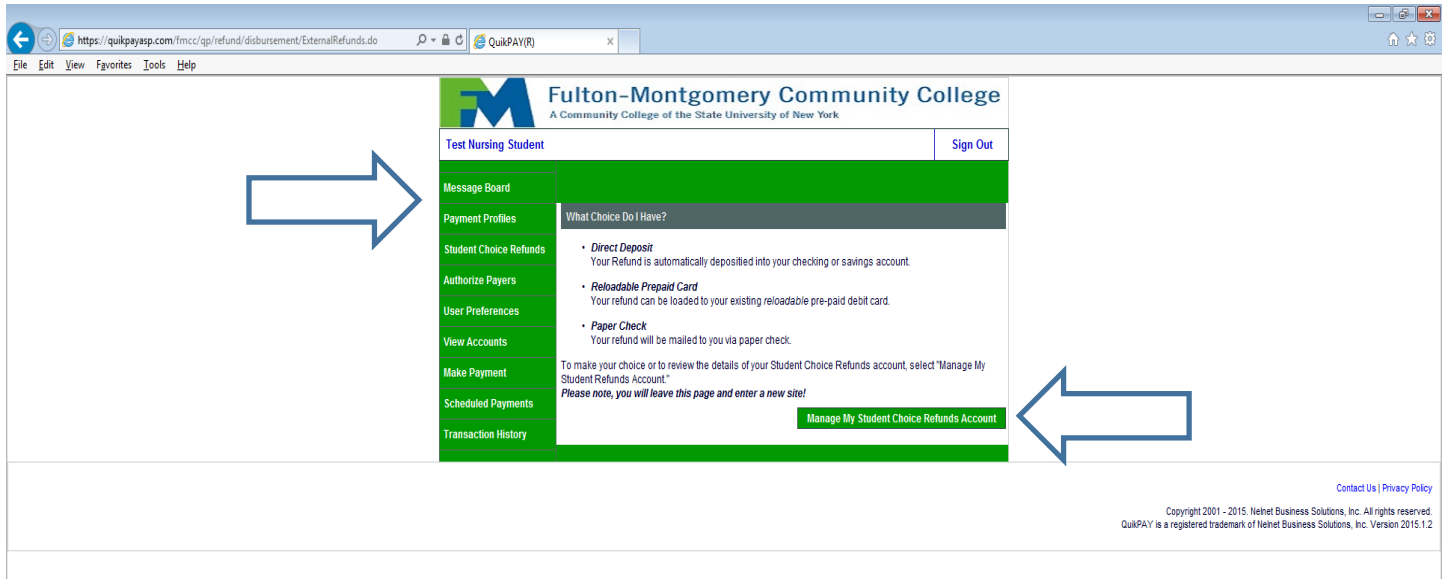 https://quikpayasp.com/fmcc/qp/refund/disbursement/ExternalRefunds.do
QuikPAY(R)
File Edit View Favorites Tools Help
FM
Fulton-Montgomery Community College
A Community College of the State University of New York
Test Nursing Student
Sign Out
Message Board
Payment Profiles
Student Choice Refunds
Authorize Payers
User Preferences
View Accounts
Make Payment
Scheduled Payments
Transaction History
What Choice Do I Have?
• Direct Deposit
Your Refund is automatically depositied into your checking or savings account.
• Reloadable Prepaid Card
Your refund can be loaded to your existing reloadable pre-paid debit card.
• Paper Check
Your refund will be mailed to you via paper check.
To make your choice or to review the details of your Student Choice Refunds account, select "Manage My
Student Refunds Account."
Please note, you will leave this page and enter a new site!
Manage My Student Choice Refunds Account
Contact Us | Privacy Policy
Copyright 2001 - 2015. Nelnet Business Solutions, Inc. All rights reserved.
QuikPAY is a registered trademark of Nelnet Business Solutions, Inc. Version 2015.1.2